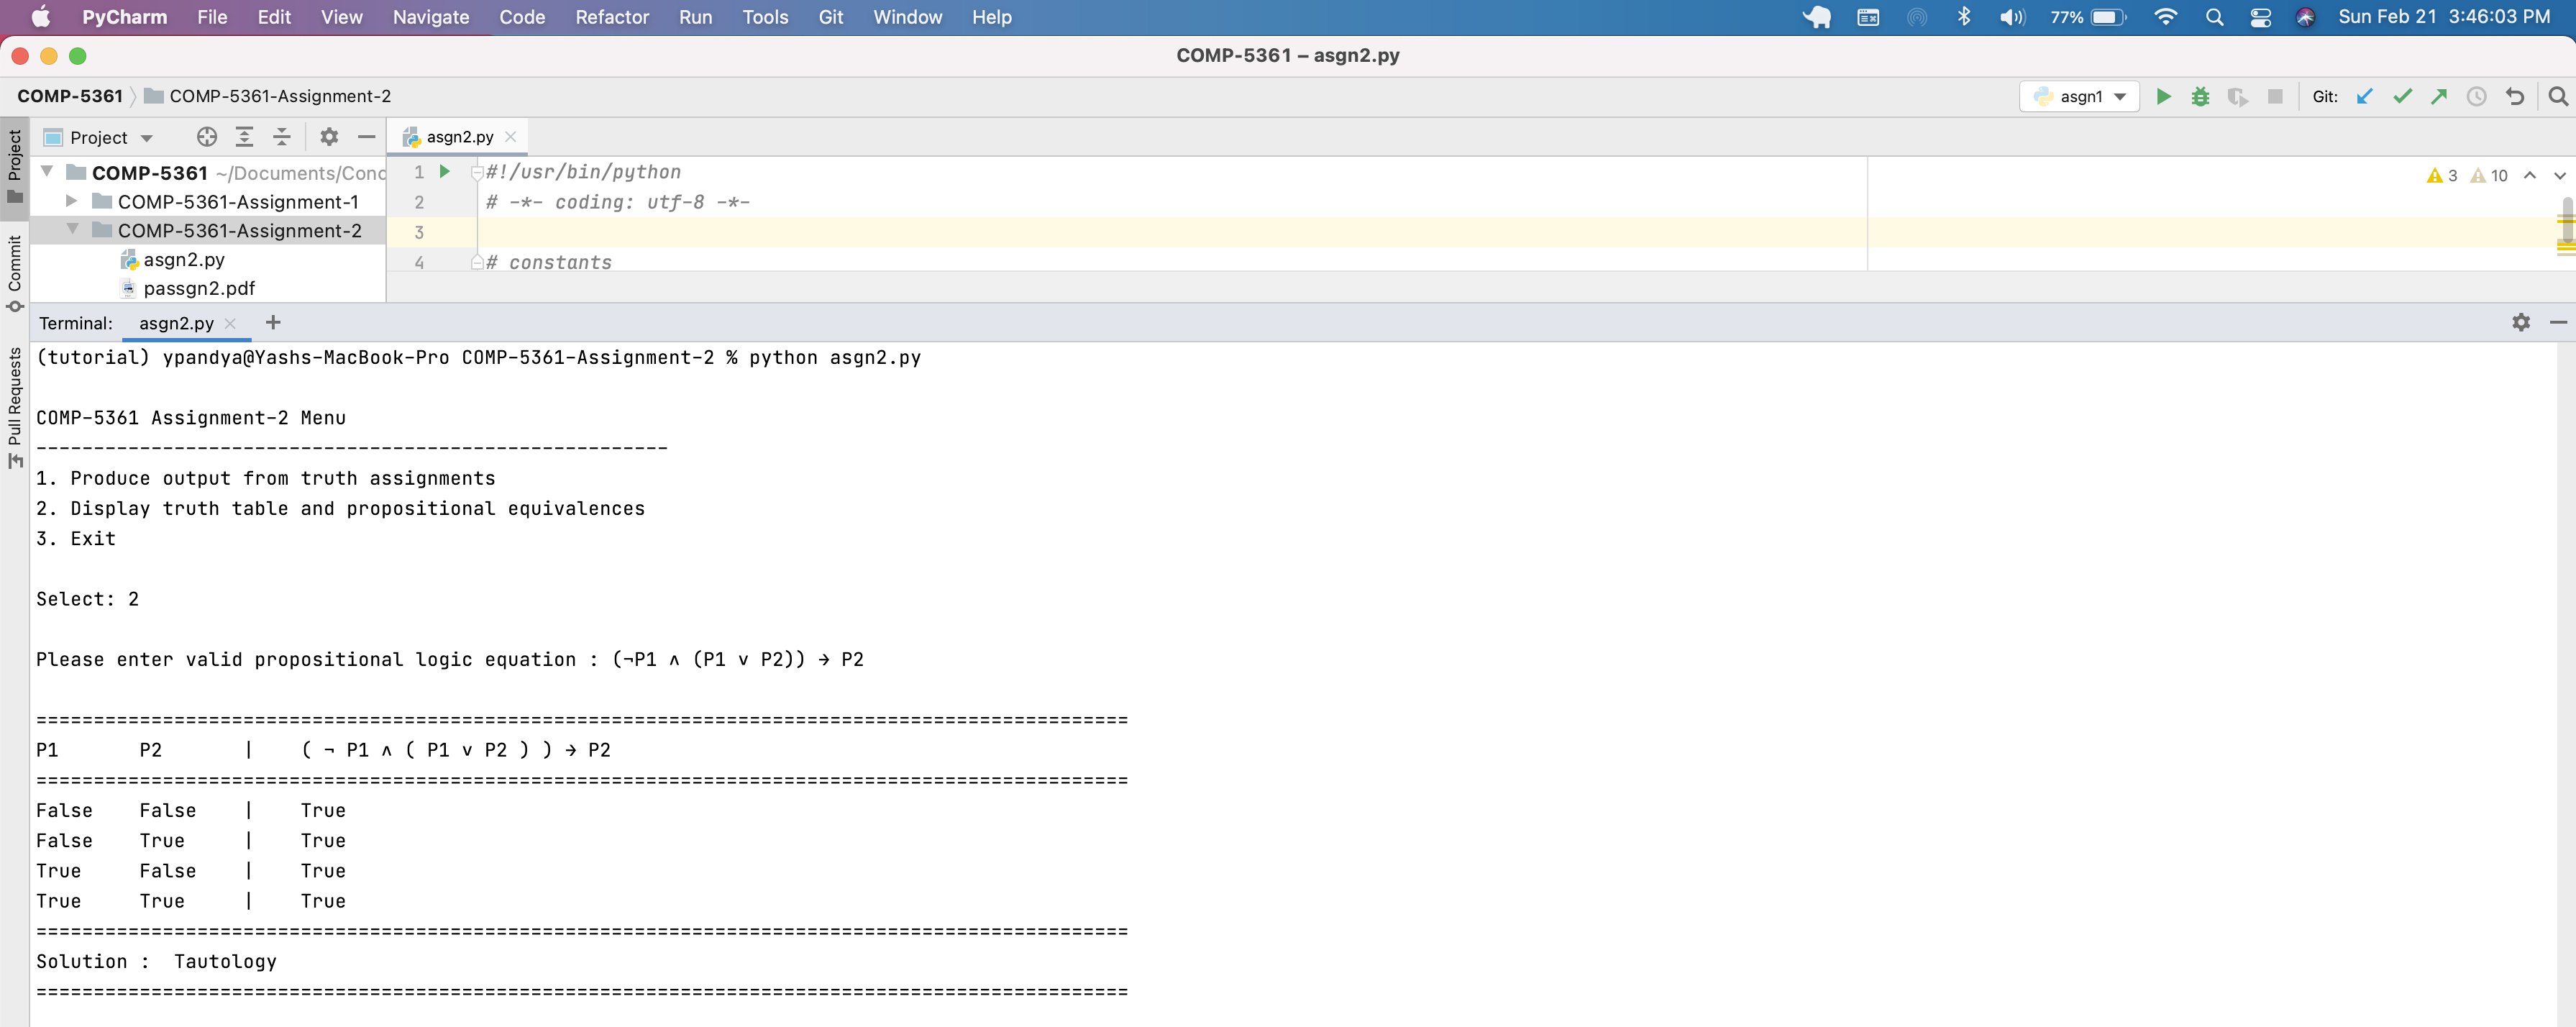 PyCharm File Edit View Navigate Code Refactor Run Tools Git Window Help 77% Sun Feb 21 3:46:03 PM
COMP-5361 – asgn2.py
COMP-5361 COMP-5361-Assignment-2 asgn1 Git:
Project asgn2.py
COMP-5361 ~/Documents/Conc
COMP-5361-Assignment-1
COMP-5361-Assignment-2
asgn2.py
passgn2.pdf
Project
Commit
Pull Requests
1 #!/usr/bin/python
2 # -*- coding: utf-8 -*-
3
4 # constants
3 10
Terminal: asgn2.py
(tutorial) ypandya@Yashs-MacBook-Pro COMP-5361-Assignment-2 % python asgn2.py
COMP-5361 Assignment-2 Menu
-------------------------------------------------------
1. Produce output from truth assignments
2. Display truth table and propositional equivalences
3. Exit
Select: 2
Please enter valid propositional logic equation : (¬P1 ∧ (P1 ∨ P2)) → P2
===============================================================================================
P1 P2 | ( ¬ P1 ∧ ( P1 ∨ P2 ) ) → P2
===============================================================================================
False False | True
False True | True
True False | True
True True | True
===============================================================================================
Solution : Tautology
===============================================================================================